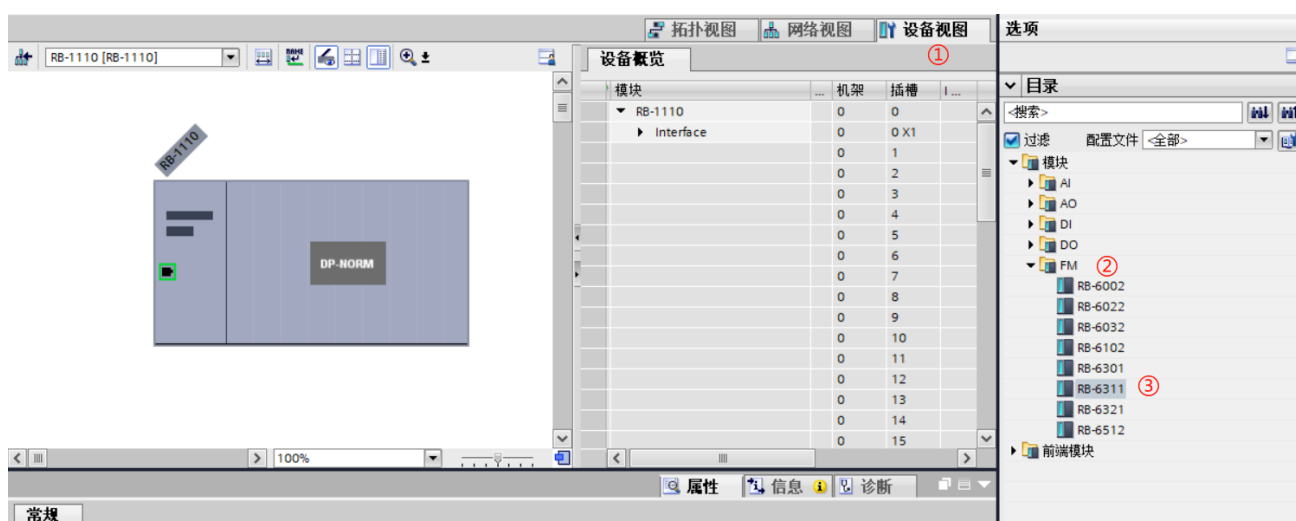 拓扑视图 网络视图 设备视图
选项
RB-1110 [RB-1110]
设备概览
①
模块 ... 机架 插槽 I ...
RB-1110 0 0
Interface 0 0 X1
0 1
0 2
0 3
0 4
0 5
0 6
0 7
0 8
0 9
0 10
0 11
0 12
0 13
0 14
0 15
RB-1110
DP-NORM
100%
属性 信息 诊断
常规
目录
<搜索>
过滤 配置文件 <全部>
模块
AI
AO
DI
DO
FM ②
RB-6002
RB-6022
RB-6032
RB-6102
RB-6301
RB-6311 ③
RB-6321
RB-6512
前端模块